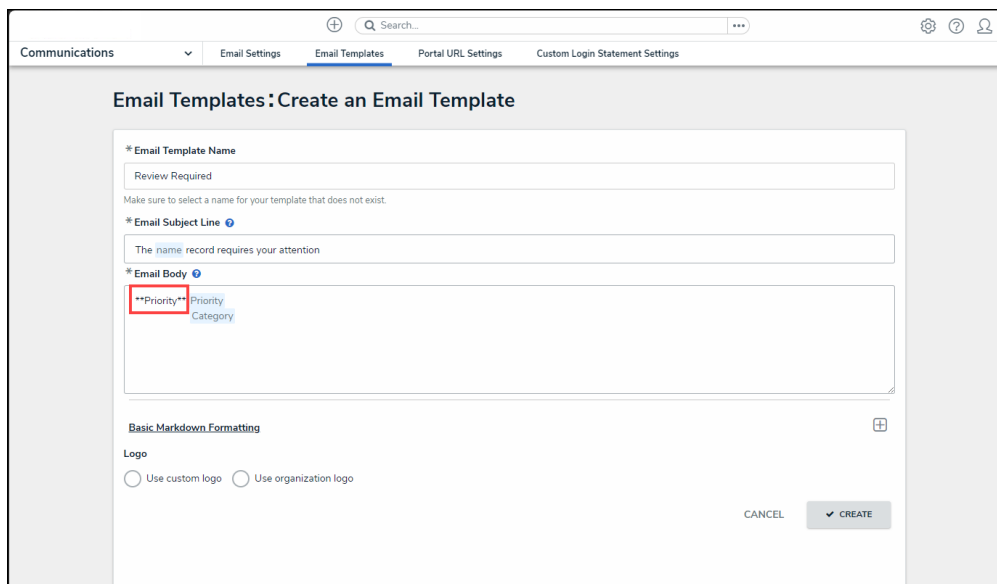 Search...
Communications
Email Settings
Email Templates
Portal URL Settings
Custom Login Statement Settings
Email Templates: Create an Email Template
* Email Template Name
Review Required
Make sure to select a name for your template that does not exist.
* Email Subject Line ?
The name record requires your attention
* Email Body ?
**Priority** Priority
Category
Basic Markdown Formatting
Logo
Use custom logo Use organization logo
CANCEL ✔ CREATE